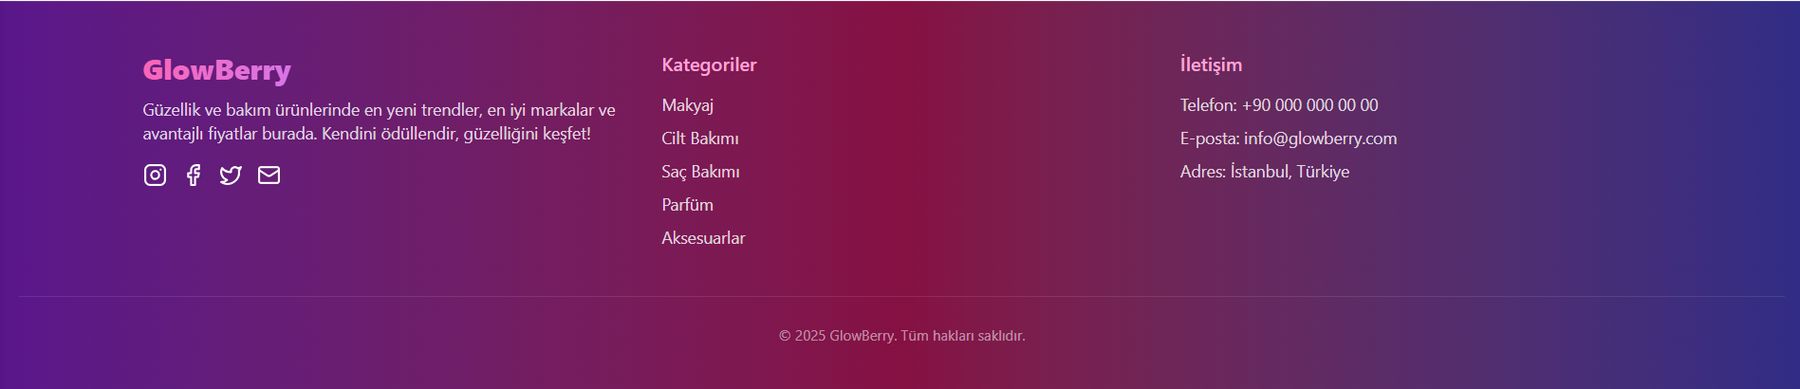 GlowBerry
Güzellik ve bakım ürünlerinde en yeni trendler, en iyi markalar ve
avantajlı fiyatlar burada. Kendini ödüllendir, güzelliğini keşfet!
Kategoriler
Makyaj
Cilt Bakımı
Saç Bakımı
Parfüm
Aksesuarlar
İletişim
Telefon: +90 000 000 00 00
E-posta: info@glowberry.com
Adres: İstanbul, Türkiye
© 2025 GlowBerry. Tüm hakları saklıdır.